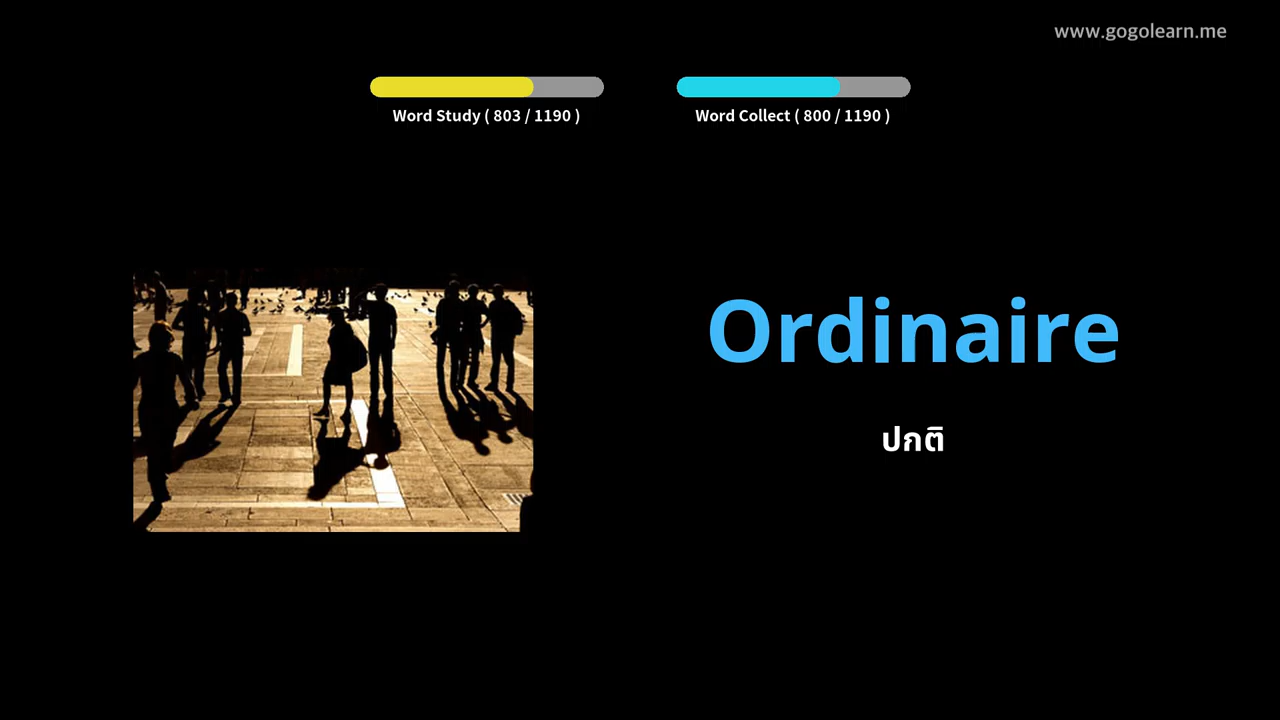 www.gogolearn.me
Word Study ( 803 / 1190 )
Word Collect ( 800 / 1190 )
Ordinaire
ปกติ